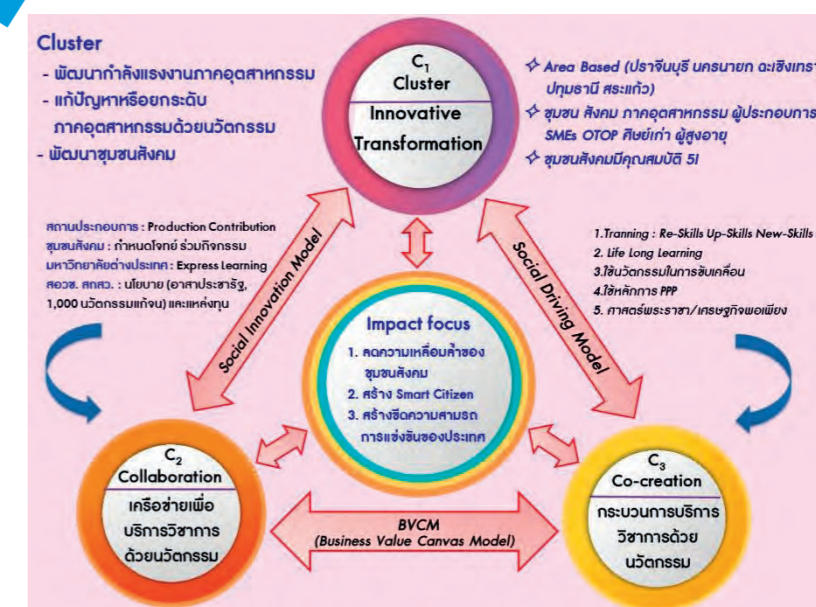 Cluster
- พัฒนากำลังแรงงานภาคอุตสาหกรรม
- แก้ปัญหาหรือยกระดับ
ภาคอุตสาหกรรมด้วยนวัตกรรม
- พัฒนาชุมชนสังคม
C₁
Cluster
Innovative
Transformation
✧ Area Based (ปราจีนบุรี นครนายก ฉะเชิงเทรา
ปทุมธานี สระแก้ว)
✧ ชุมชน สังคม ภาคอุตสาหกรรม ผู้ประกอบการ
SMEs OTOP ศิษย์เก่า ผู้สูงอายุ
✧ ชุมชนสังคมมีคุณสมบัติ 5I
สถานประกอบการ : Production Contribution
ชุมชนสังคม : กำหนดโจทย์ ร่วมกิจกรรม
มหาวิทยาลัยต่างประเทศ : Express Learning
สอวช. สกสว. : นโยบาย (อาสาประชารัฐ,
1,000 นวัตกรรมแก้จน) และแหล่งทุน
Social Innovation Model
Social Driving Model
1.Tranning : Re-Skills Up-Skills New-Skills
2. Life Long Learning
3.ใช้นวัตกรรมในการขับเคลื่อน
4.ใช้หลักการ PPP
5. ศาสตร์พระราชา/เศรษฐกิจพอเพียง
Impact focus
1. ลดความเหลื่อมล้ำของ
ชุมชนสังคม
2. สร้าง Smart Citizen
3. สร้างขีดความสามรถ
การแข่งขันของประเทศ
C₂
Collaboration
เครือข่ายเพื่อ
บริการวิชาการ
ด้วยนวัตกรรม
BVCM
(Business Value Canvas Model)
C₃
Co-creation
กระบวนการบริการ
วิชาการด้วย
นวัตกรรม